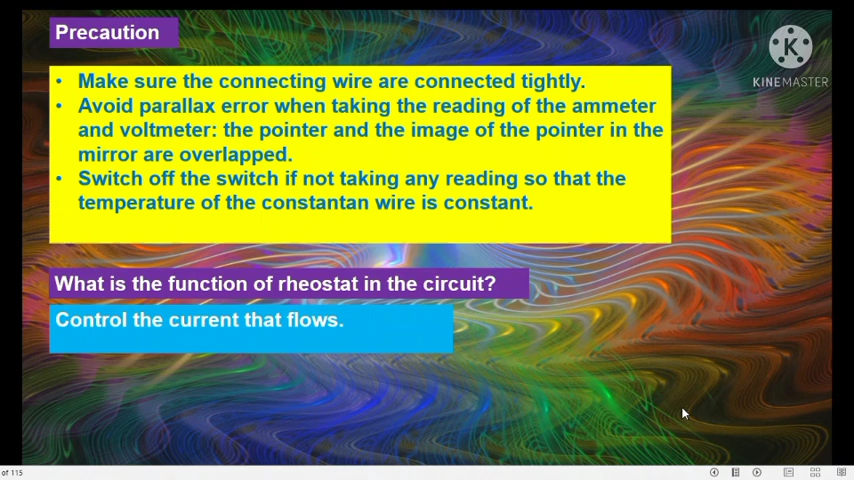 Precaution
KINEMASTER
• Make sure the connecting wire are connected tightly.
• Avoid parallax error when taking the reading of the ammeter
and voltmeter: the pointer and the image of the pointer in the
mirror are overlapped.
• Switch off the switch if not taking any reading so that the
temperature of the constantan wire is constant.
What is the function of rheostat in the circuit?
Control the current that flows.
of 115